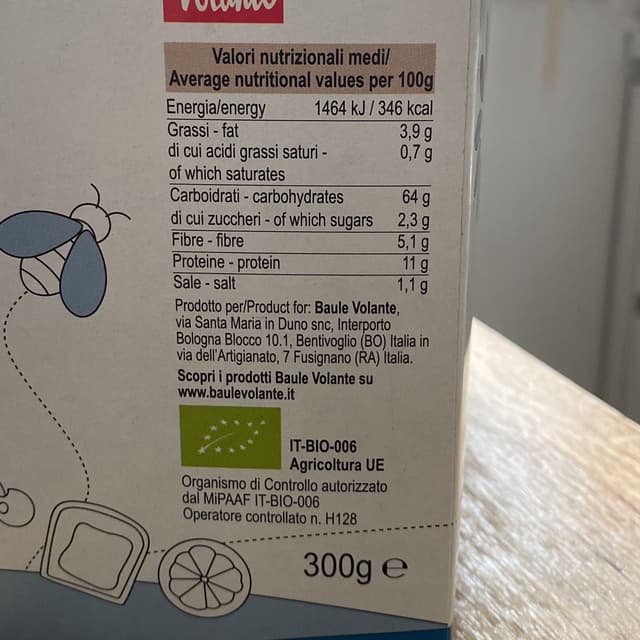 Volante
Valori nutrizionali medi/
Average nutritional values per 100g
Energia/energy 1464 kJ / 346 kcal
Grassi - fat 3,9 g
di cui acidi grassi saturi - 0,7 g
of which saturates
Carboidrati - carbohydrates 64 g
di cui zuccheri - of which sugars 2,3 g
Fibre - fibre 5,1 g
Proteine - protein 11 g
Sale - salt 1,1 g
Prodotto per/Product for: Baule Volante,
via Santa Maria in Duno snc, Interporto
Bologna Blocco 10.1, Bentivoglio (BO) Italia in
via dell'Artigianato, 7 Fusignano (RA) Italia.
Scopri i prodotti Baule Volante su
www.baulevolante.it
IT-BIO-006
Agricoltura UE
Organismo di Controllo autorizzato
dal MiPAAF IT-BIO-006
Operatore controllato n. H128
300g e